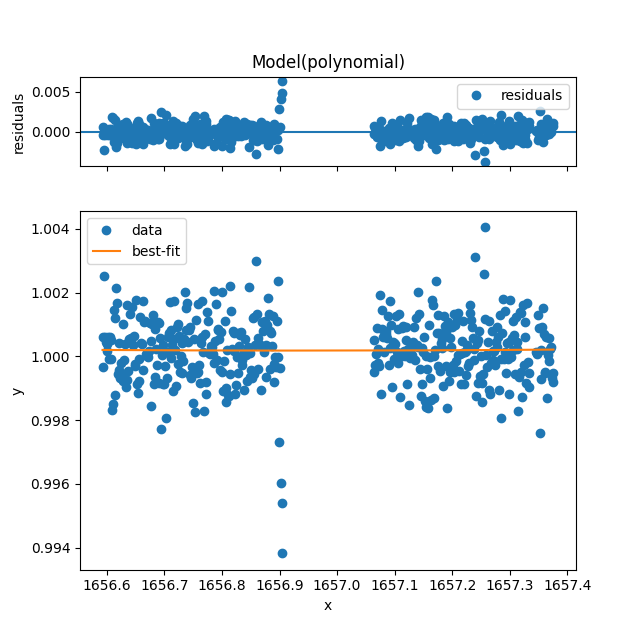 Model(polynomial)
residuals
0.005
0.000
residuals
y
1.004
1.002
1.000
0.998
0.996
0.994
data
best-fit
1656.6 1656.7 1656.8 1656.9 1657.0 1657.1 1657.2 1657.3 1657.4
x